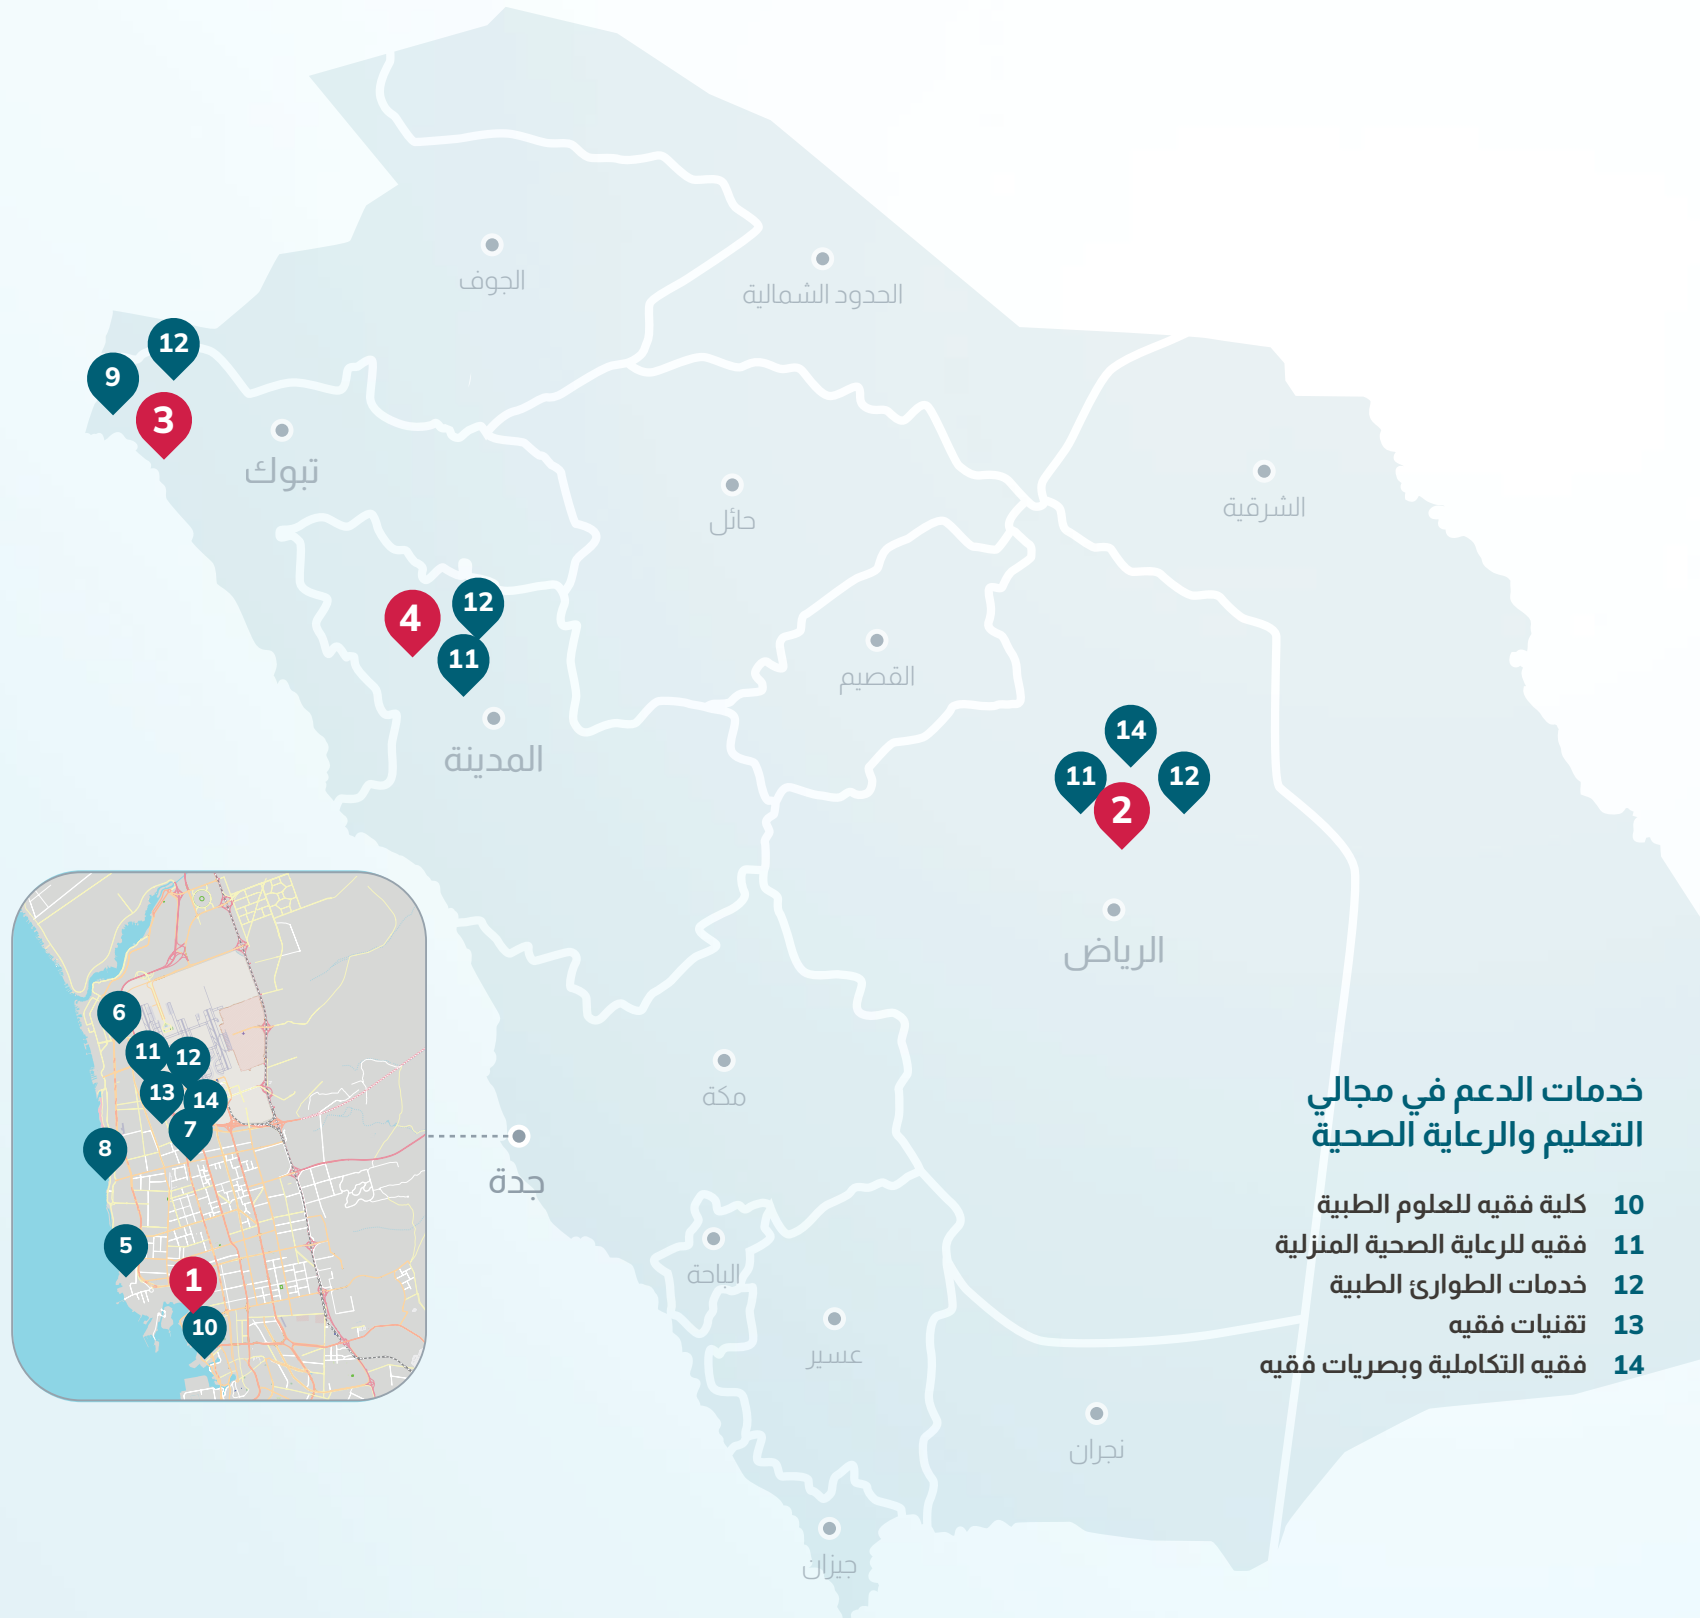 الجوف
الحدود الشمالية
12
9
3
تبوك
حائل
الشرقية
4
12
11
القصيم
المدينة
14
11
12
2
الرياض
6
11
12
13
14
7
8
5
1
10
مكة
جدة
الباحة
عسير
نجران
جيزان
خدمات الدعم في مجالي
التعليم والرعاية الصحية
10 كلية فقيه للعلوم الطبية
11 فقيه للرعاية الصحية المنزلية
12 خدمات الطوارئ الطبية
13 تقنيات فقيه
14 فقيه التكاملية وبصريات فقيه